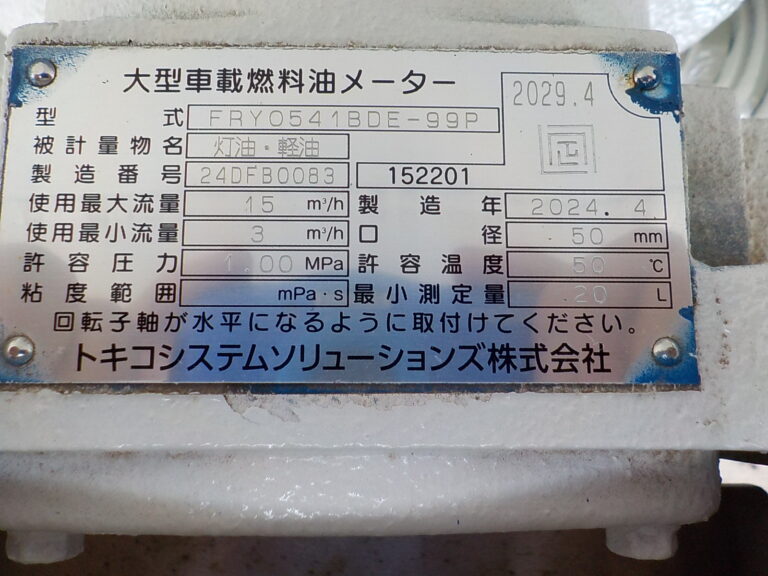 大型車載燃料油メーター
2029.4
型式 FRY0541BDE-99P
正
被計量物名 灯油・軽油
製造番号 24DFB0083 152201
使用最大流量 15 m³/h 製造年 2024.4
使用最小流量 3 m³/h 口径 50 mm
許容圧力 1.00 MPa 許容温度 50 ℃
粘度範囲 mPa・s 最小測定量 20 L
回転子軸が水平になるように取付けてください。
トキコシステムソリューションズ株式会社